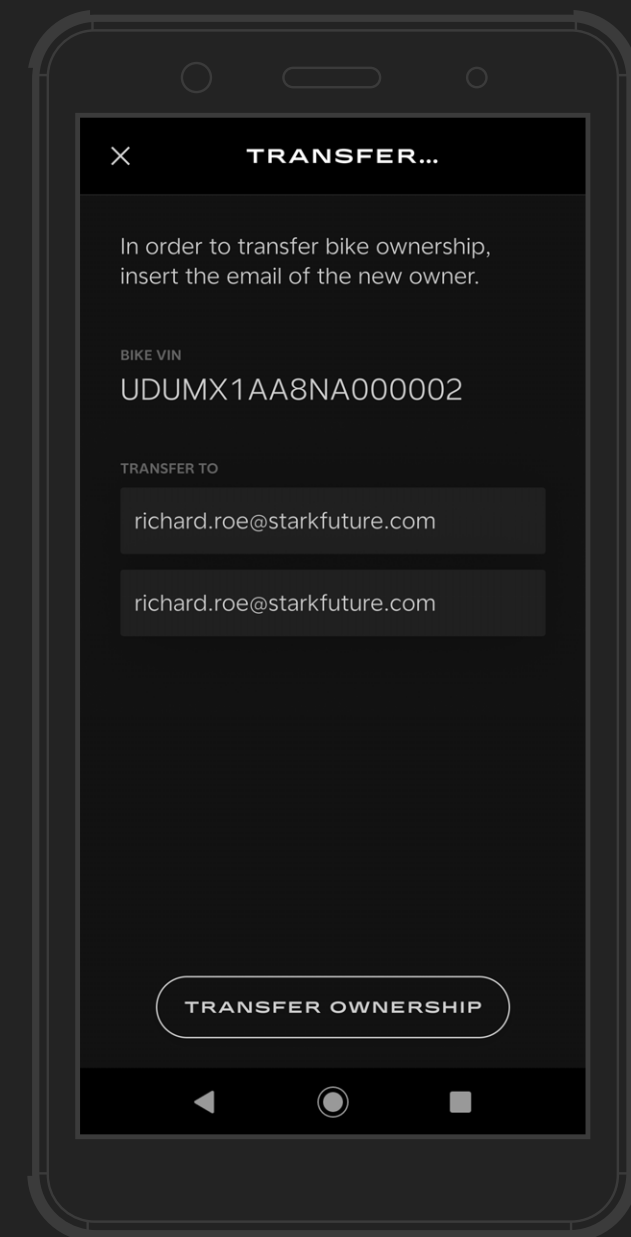 TRANSFER…
In order to transfer bike ownership,
insert the email of the new owner.
BIKE VIN
UDUMX1AA8NA000002
TRANSFER TO
richard.roe@starkfuture.com
richard.roe@starkfuture.com
TRANSFER OWNERSHIP